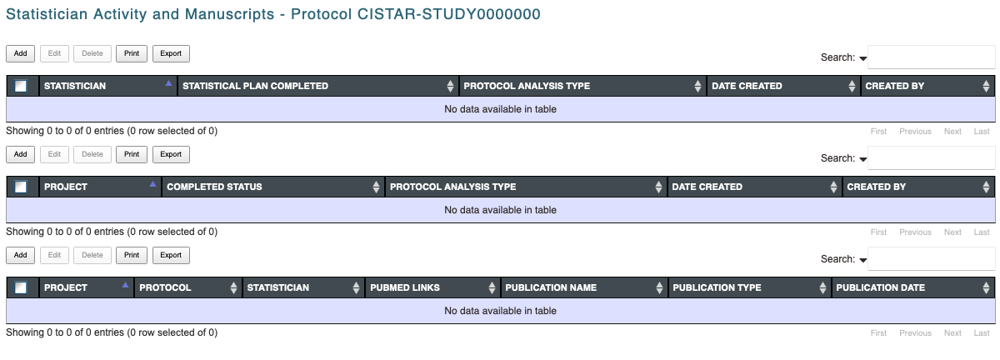 Statistician Activity and Manuscripts - Protocol CISTAR-STUDY0000000
Add Edit Delete Print Export Search:
STATISTICIAN STATISTICAL PLAN COMPLETED PROTOCOL ANALYSIS TYPE DATE CREATED CREATED BY
No data available in table
Showing 0 to 0 of 0 entries (0 row selected of 0) First Previous Next Last
Add Edit Delete Print Export Search:
PROJECT COMPLETED STATUS PROTOCOL ANALYSIS TYPE DATE CREATED CREATED BY
No data available in table
Showing 0 to 0 of 0 entries (0 row selected of 0) First Previous Next Last
Add Edit Delete Print Export Search:
PROJECT PROTOCOL STATISTICIAN PUBMED LINKS PUBLICATION NAME PUBLICATION TYPE PUBLICATION DATE
No data available in table
Showing 0 to 0 of 0 entries (0 row selected of 0) First Previous Next Last